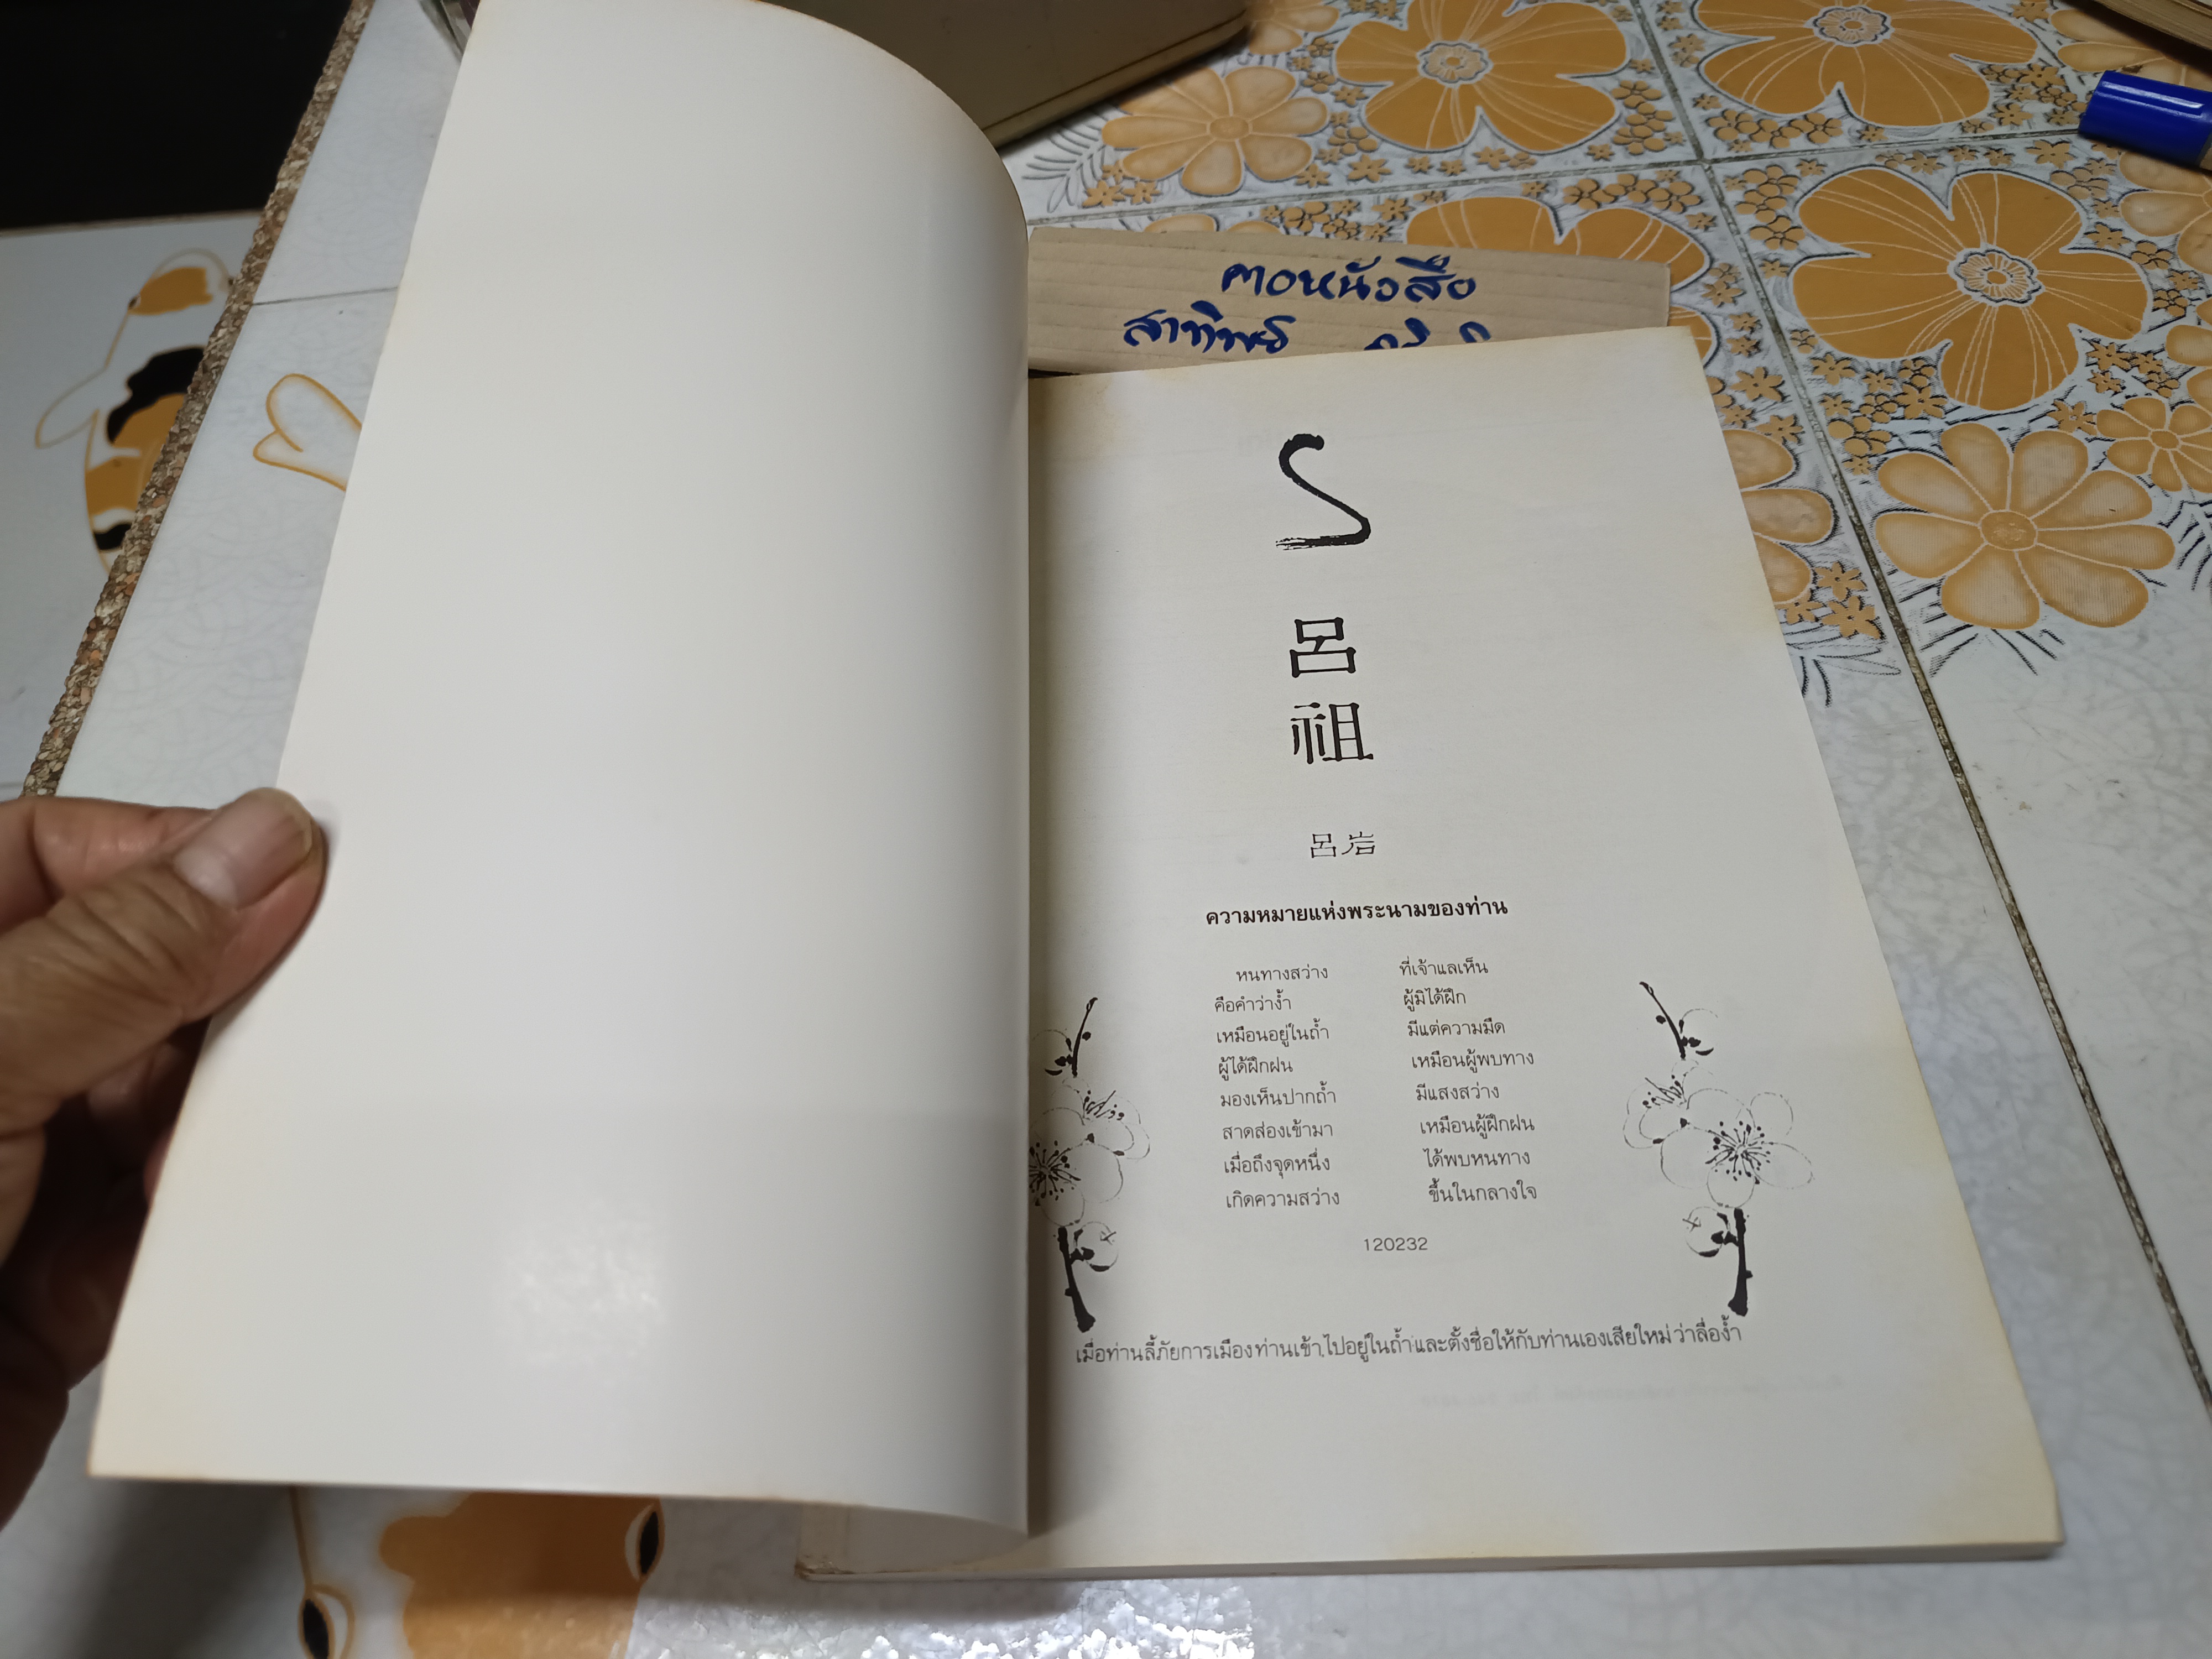 ศาลหนังสือ
สาทิพย์
呂
祖
呂岩
ความหมายแห่งพระนามของท่าน
หนทางสว่าง ที่เจ้าแลเห็น
คือคำว่าง้ำ ผู้มิได้ฝึก
เหมือนอยู่ในถ้ำ มีแต่ความมืด
ผู้ได้ฝึกฝน เหมือนผู้พบทาง
มองเห็นปากถ้ำ มีแสงสว่าง
สาดส่องเข้ามา เหมือนผู้ฝึกฝน
เมื่อถึงจุดหนึ่ง ได้พบหนทาง
เกิดความสว่าง ขึ้นในกลางใจ
120232
เมื่อท่านลี้ภัยการเมืองท่านเข้าไปอยู่ในถ้ำและตั้งชื่อให้กับท่านเองเสียใหม่ ว่าลื่อง้ำ